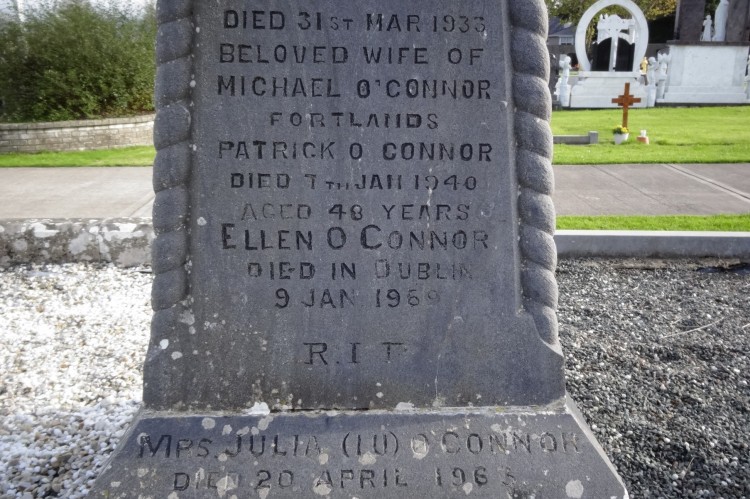 DIED 31ST MAR 1933
BELOVED WIFE OF
MICHAEL O'CONNOR
FORTLANDS
PATRICK O CONNOR
DIED 7TH JAN 1940
AGED 48 YEARS
ELLEN O CONNOR
DIED IN DUBLIN
9 JAN 1969
R.I.P
MRS. JULIA (LU) O'CONNOR
DIED 20 APRIL 1963